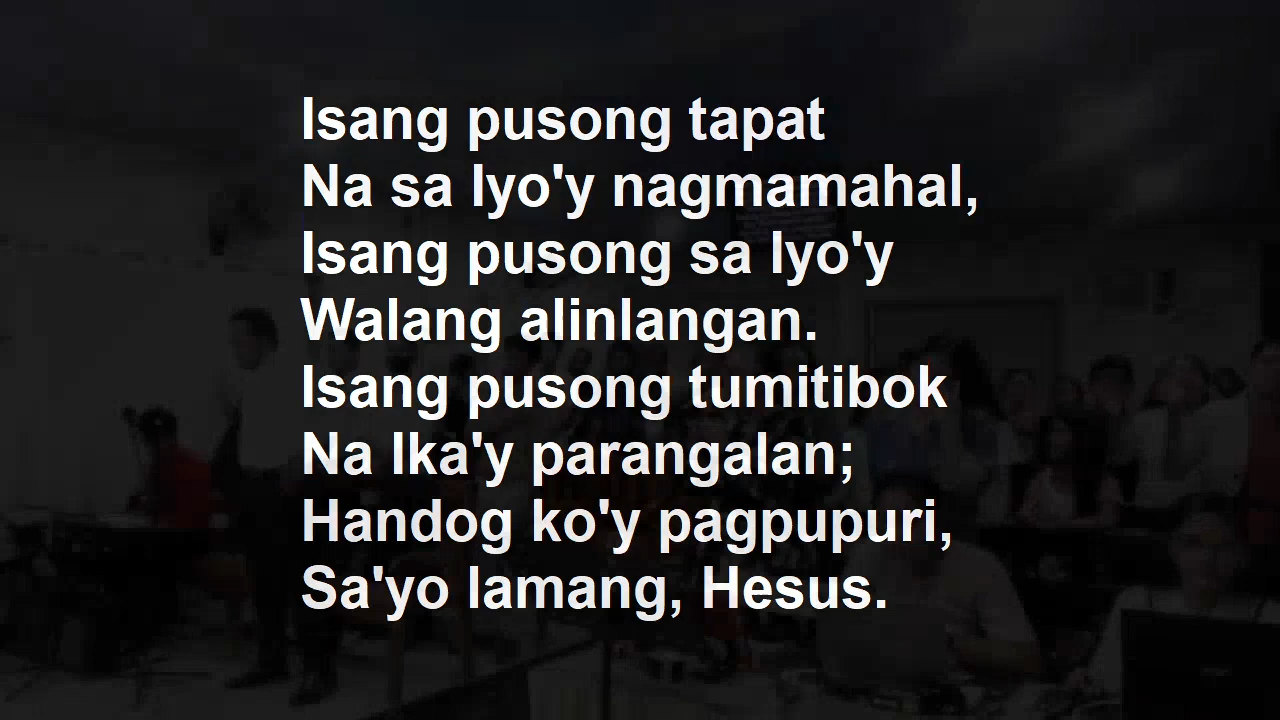 Isang pusong tapat
Na sa Iyo'y nagmamahal,
Isang pusong sa Iyo'y
Walang alinlangan.
Isang pusong tumitibok
Na Ika'y parangalan;
Handog ko'y pagpupuri,
Sa'yo lamang, Hesus.